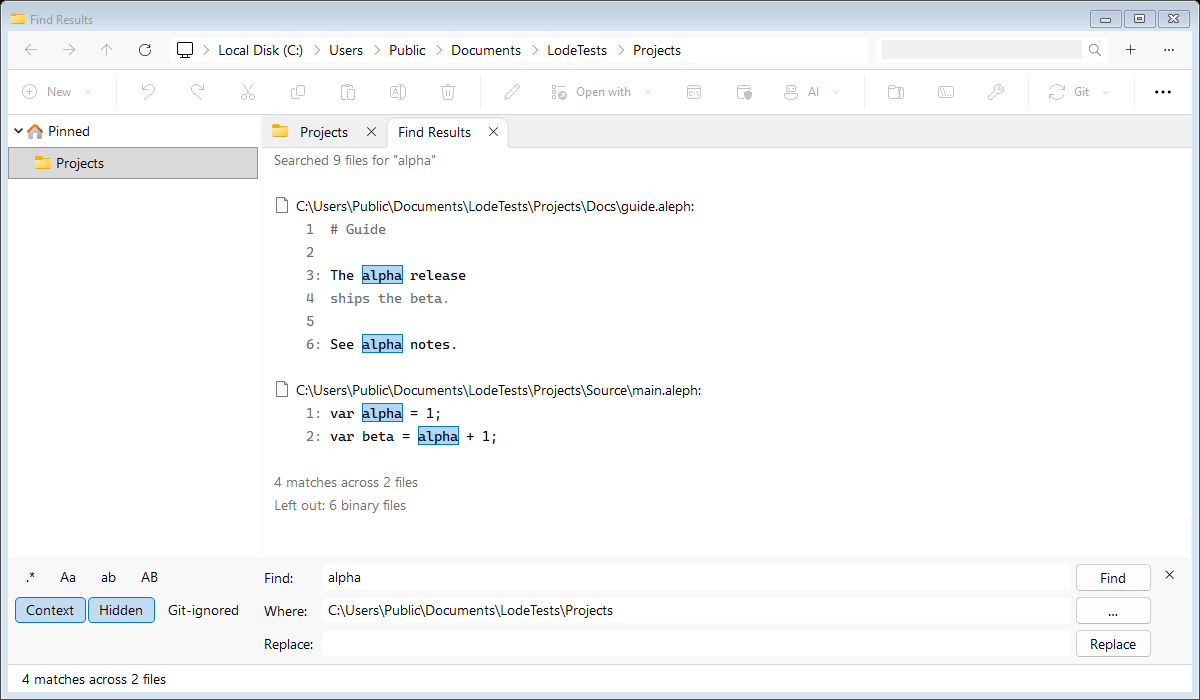 Find Results
Local Disk (C:) Users Public Documents LodeTests Projects
New Open with AI Git
Pinned
Projects
Projects Find Results
Searched 9 files for "alpha"
C:\Users\Public\Documents\LodeTests\Projects\Docs\guide.aleph:
1 # Guide
2
3: The alpha release
4 ships the beta.
5
6: See alpha notes.
C:\Users\Public\Documents\LodeTests\Projects\Source\main.aleph:
1: var alpha = 1;
2: var beta = alpha + 1;
4 matches across 2 files
Left out: 6 binary files
.* Aa ab AB
Find: alpha Find
Context Hidden Git-ignored
Where: C:\Users\Public\Documents\LodeTests\Projects ...
Replace: Replace
4 matches across 2 files